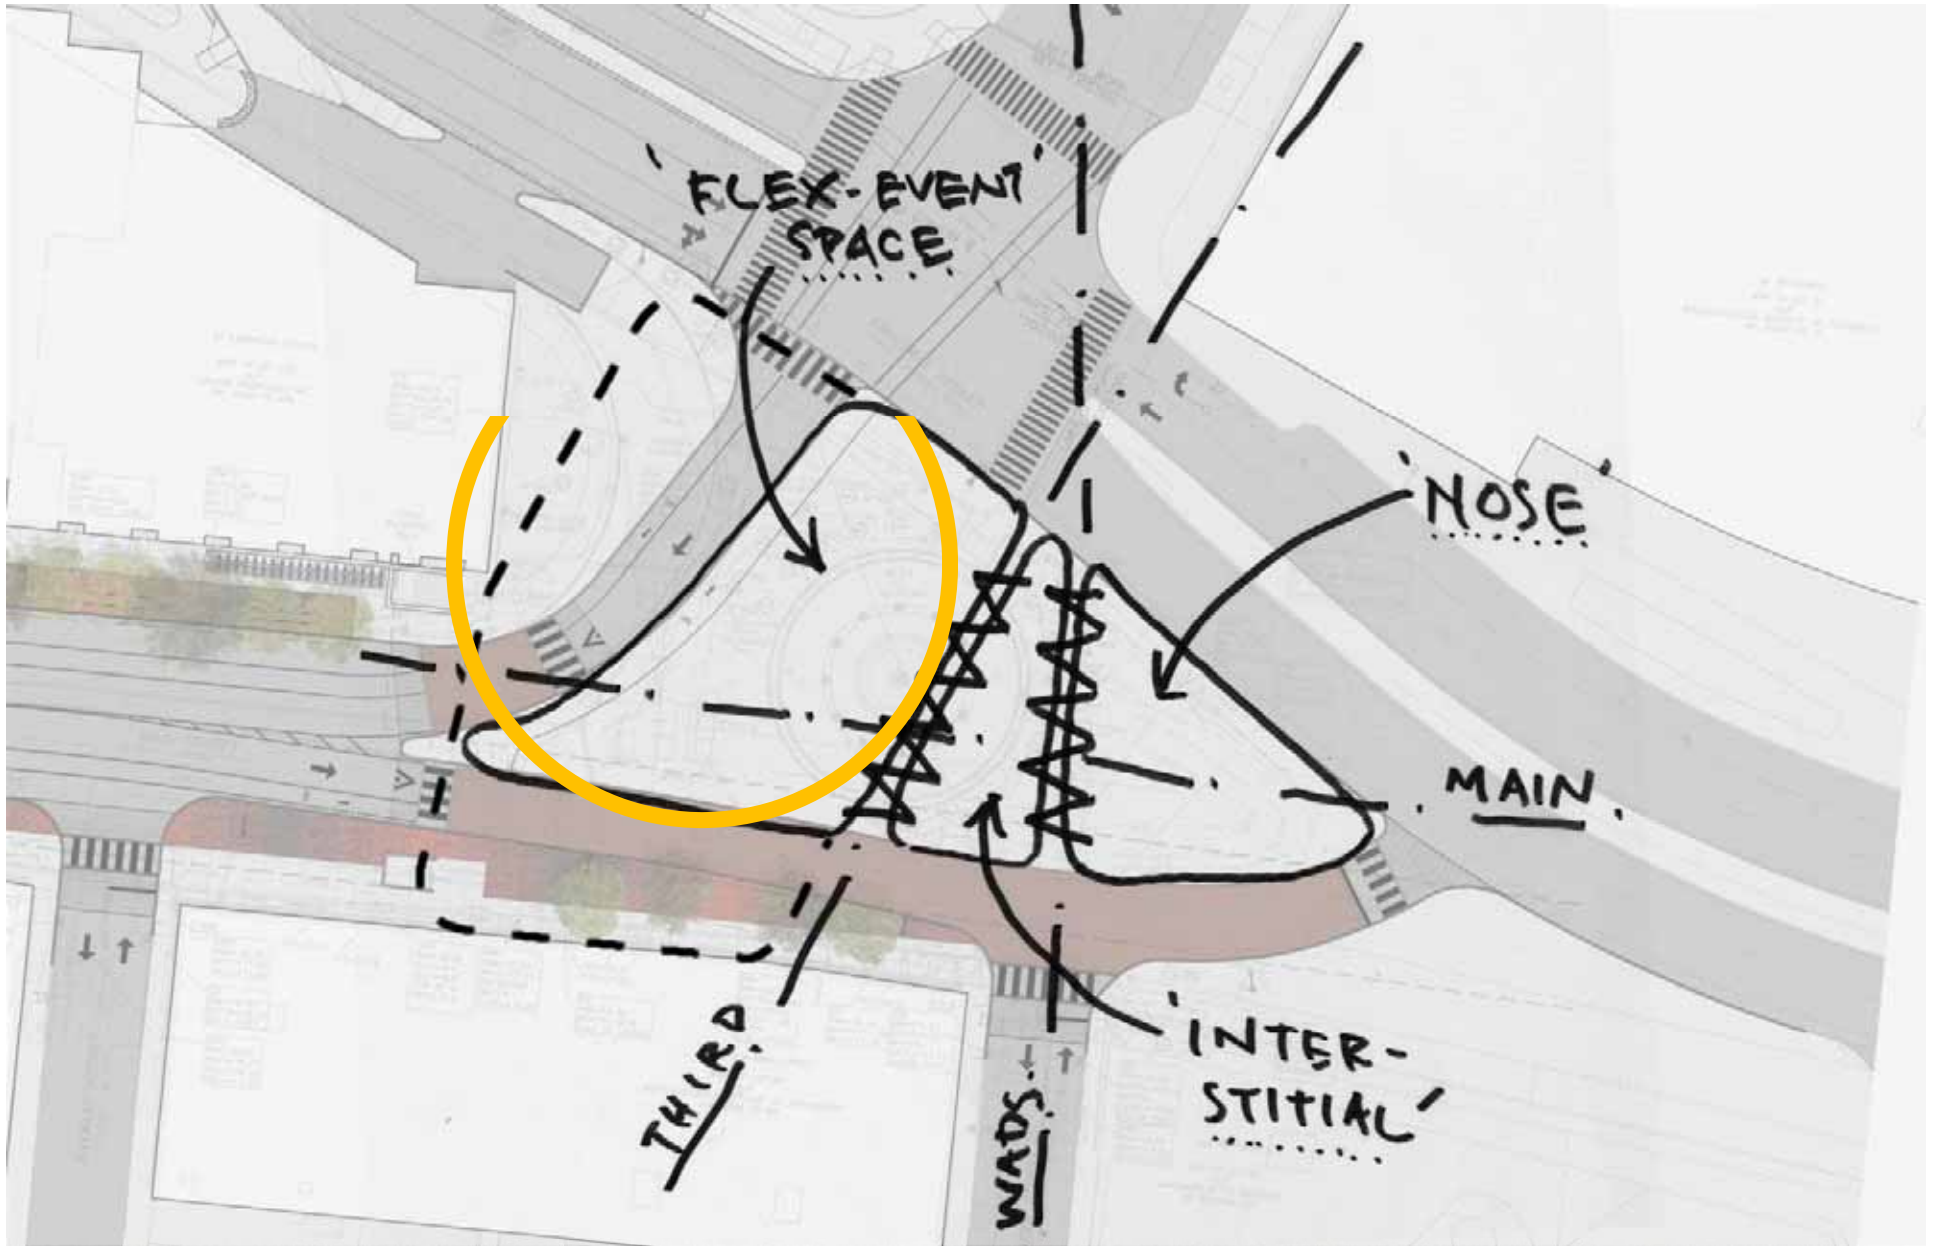 'FLEX-EVENT'
SPACE
'NOSE
MAIN
'INTER-
STITIAL'
THIRD
WADS.